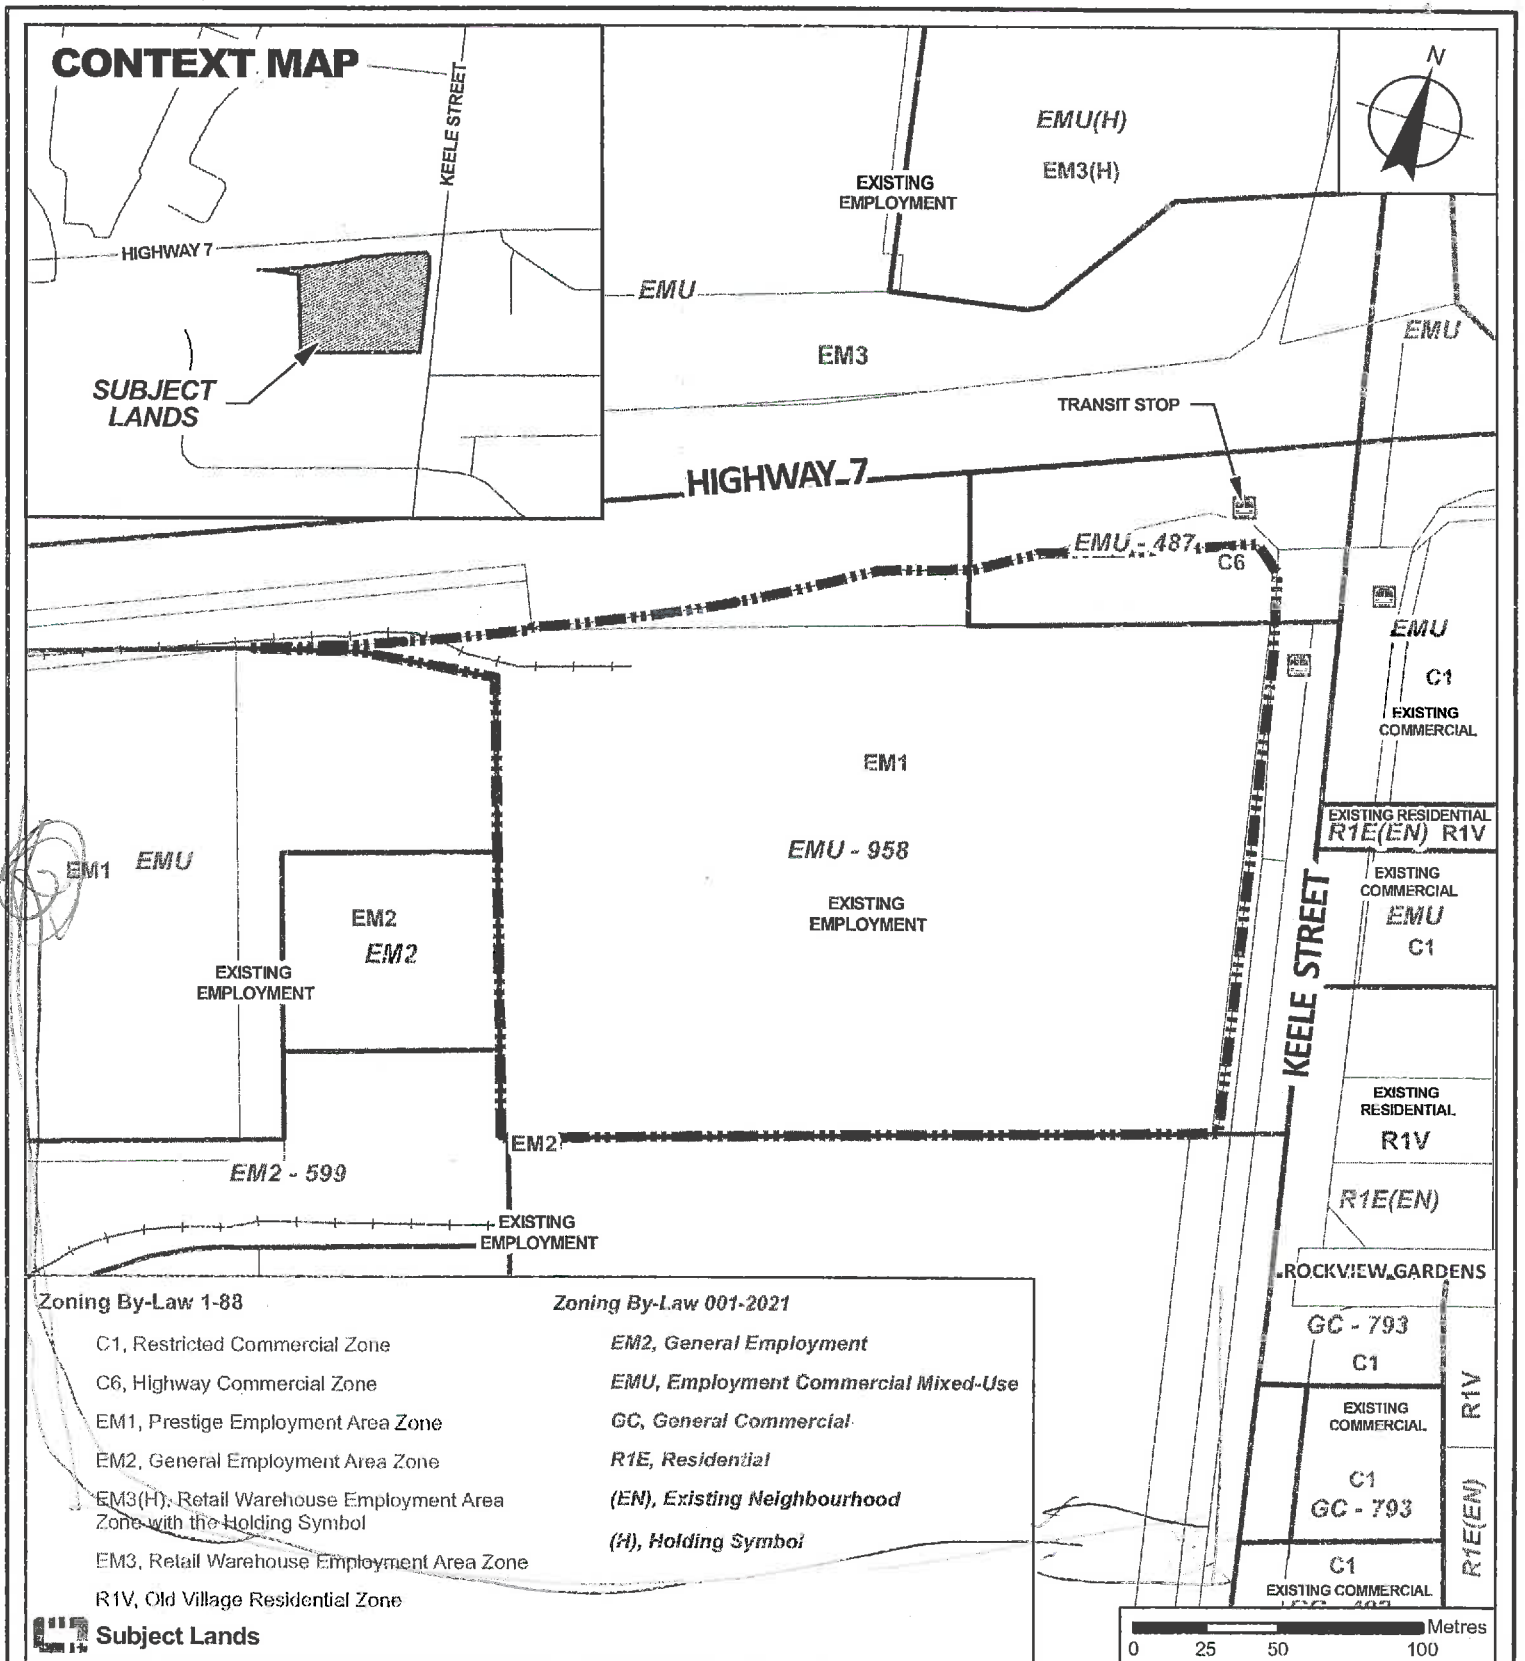 CONTEXT MAP
KEELE STREET
HIGHWAY 7
SUBJECT
LANDS
N
EMU(H)
EM3(H)
EXISTING
EMPLOYMENT
EMU
EM3
EMU
TRANSIT STOP
HIGHWAY 7
EMU - 487
C6
EMU
C1
EXISTING
COMMERCIAL
EM1
EMU - 958
EXISTING
EMPLOYMENT
EXISTING RESIDENTIAL
R1E(EN) R1V
EM1 EMU
EXISTING
COMMERCIAL
EMU
C1
EM2
EM2
EXISTING
EMPLOYMENT
KEELE STREET
EXISTING
RESIDENTIAL
R1V
EM2
EM2 - 599
R1E(EN)
EXISTING
EMPLOYMENT
ROCKVIEW GARDENS
GC - 793
C1
R1V
EXISTING
COMMERCIAL
C1
GC - 793
R1E(EN)
C1
EXISTING COMMERCIAL
Zoning By-Law 1-88
C1, Restricted Commercial Zone
C6, Highway Commercial Zone
EM1, Prestige Employment Area Zone
EM2, General Employment Area Zone
EM3(H), Retail Warehouse Employment Area
Zone with the Holding Symbol
EM3, Retail Warehouse Employment Area Zone
R1V, Old Village Residential Zone
Subject Lands
Zoning By-Law 001-2021
EM2, General Employment
EMU, Employment Commercial Mixed-Use
GC, General Commercial
R1E, Residential
(EN), Existing Neighbourhood
(H), Holding Symbol
Metres
0 25 50 100